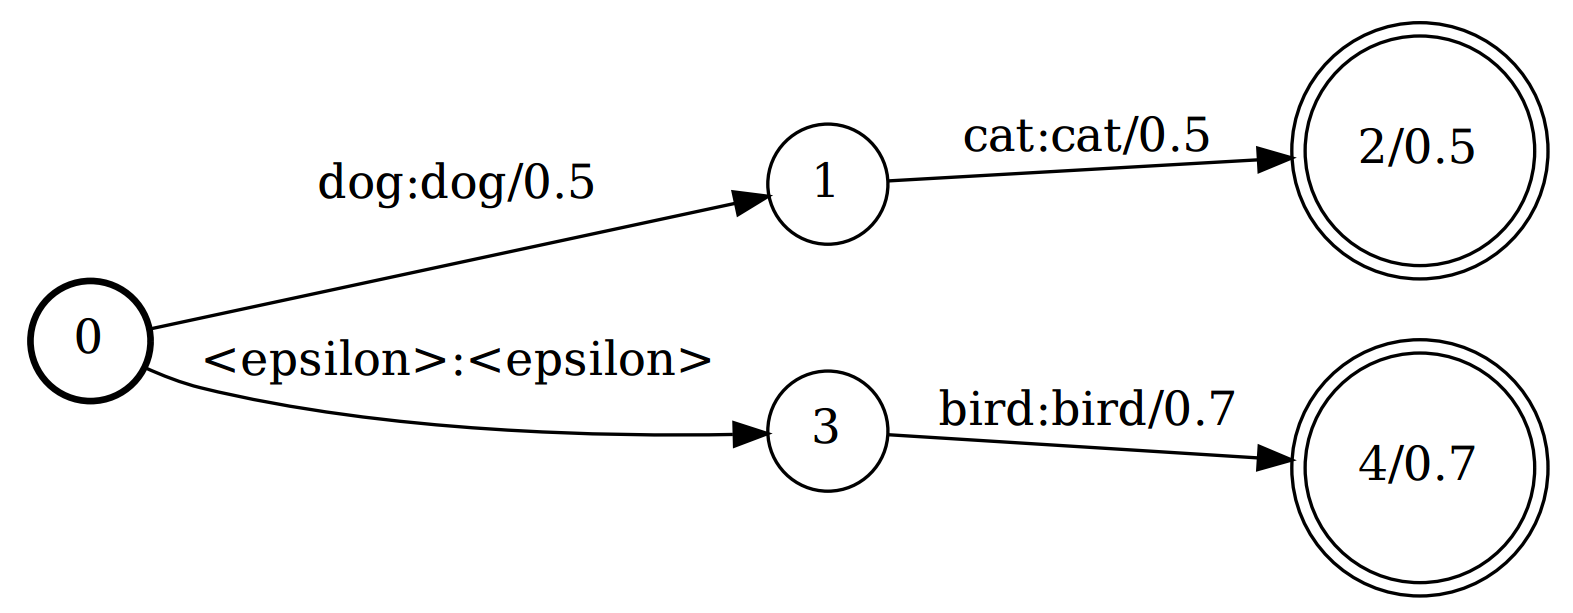 dog:dog/0.5
cat:cat/0.5
2/0.5
1
0
<epsilon>:<epsilon>
3
bird:bird/0.7
4/0.7